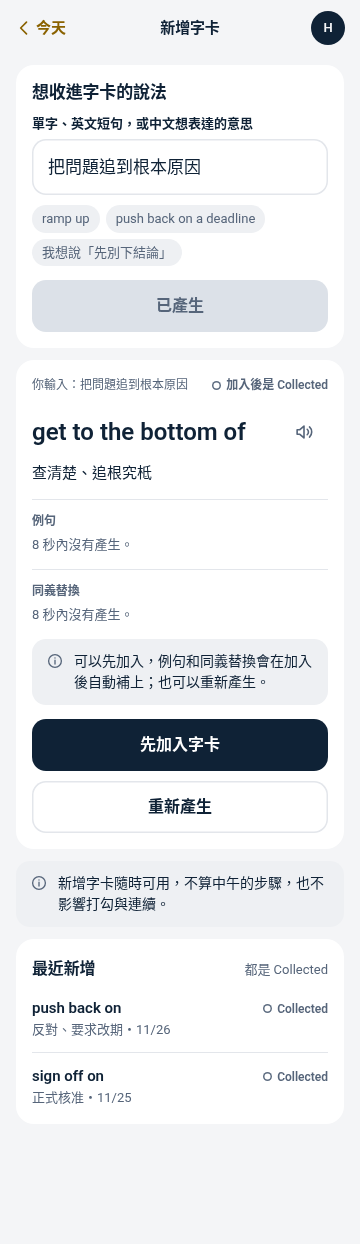 今天
新增字卡
H
想收進字卡的說法
單字、英文短句，或中文想表達的意思
把問題追到根本原因
ramp up
push back on a deadline
我想說「先別下結論」
已產生
你輸入：把問題追到根本原因
加入後是 Collected
get to the bottom of
查清楚、追根究柢
例句
8 秒內沒有產生。
同義替換
8 秒內沒有產生。
可以先加入，例句和同義替換會在加入
後自動補上；也可以重新產生。
先加入字卡
重新產生
新增字卡隨時可用，不算中午的步驟，也不
影響打勾與連續。
最近新增
都是 Collected
push back on
Collected
反對、要求改期・11/26
sign off on
Collected
正式核准・11/25